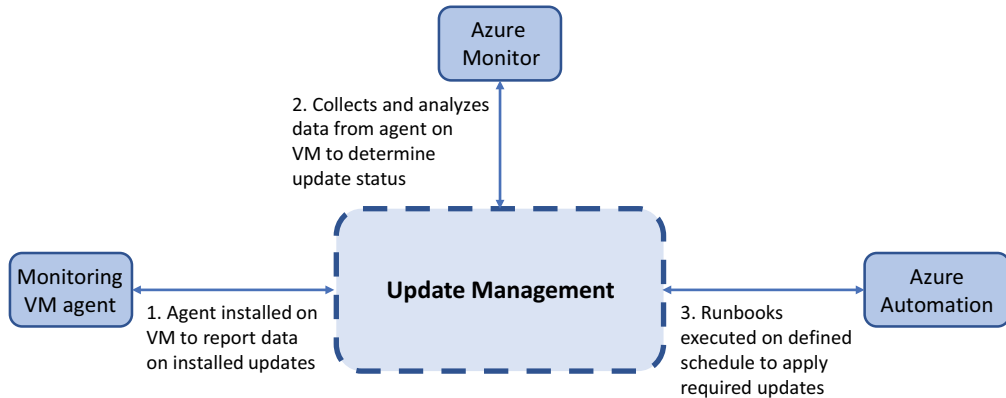 Azure
Monitor
2. Collects and analyzes
data from agent on
VM to determine
update status
Update Management
Monitoring
VM agent
1. Agent installed on
VM to report data
on installed updates
Azure
Automation
3. Runbooks
executed on defined
schedule to apply
required updates